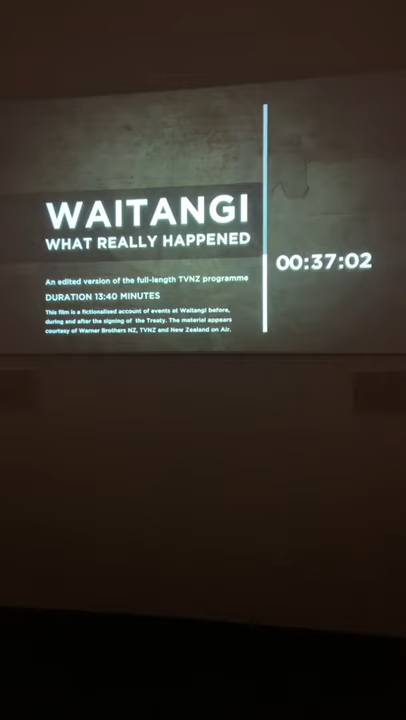 WAITANGI
WHAT REALLY HAPPENED
00:37:02
An edited version of the full-length TVNZ programme
DURATION 13:40 MINUTES
This film is a fictionalised account of events at Waitangi before,
during and after the signing of the Treaty. The material appears
courtesy of Warner Brothers NZ, TVNZ and New Zealand on Air.